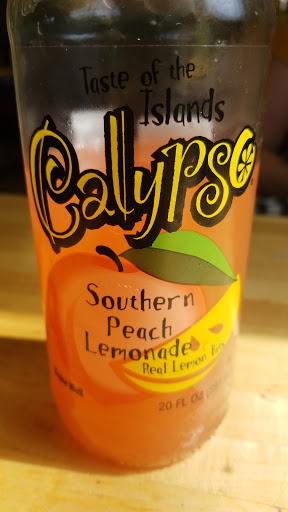 Taste of the
Islands
Calypso
Southern
Peach
Lemonade
Real Lemon
20 FL OZ